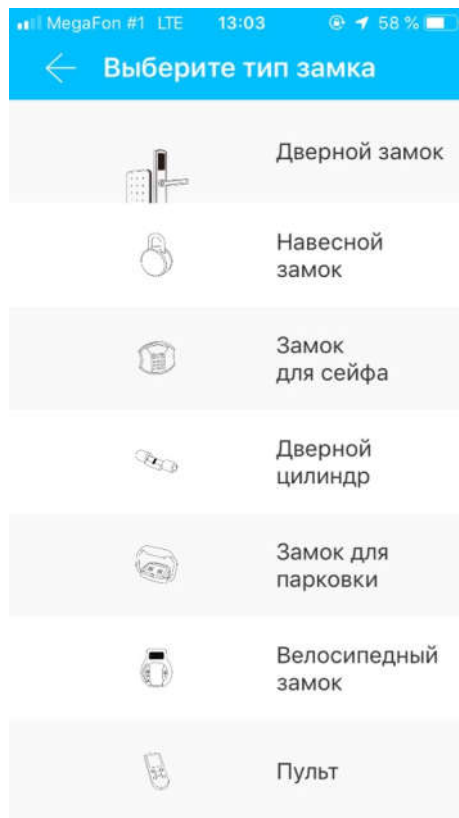 MegaFon #1 LTE 13:03 58 %
Выберите тип замка
Дверной замок
Навесной
замок
Замок
для сейфа
Дверной
цилиндр
Замок для
парковки
Велосипедный
замок
Пульт